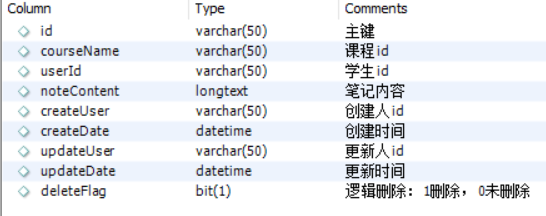 Column Type Comments
id varchar(50) 主键
courseName varchar(50) 课程id
userId varchar(50) 学生id
noteContent longtext 笔记内容
createUser varchar(50) 创建人id
createDate datetime 创建时间
updateUser varchar(50) 更新人id
updateDate datetime 更新时间
deleteFlag bit(1) 逻辑删除：1删除，0未删除